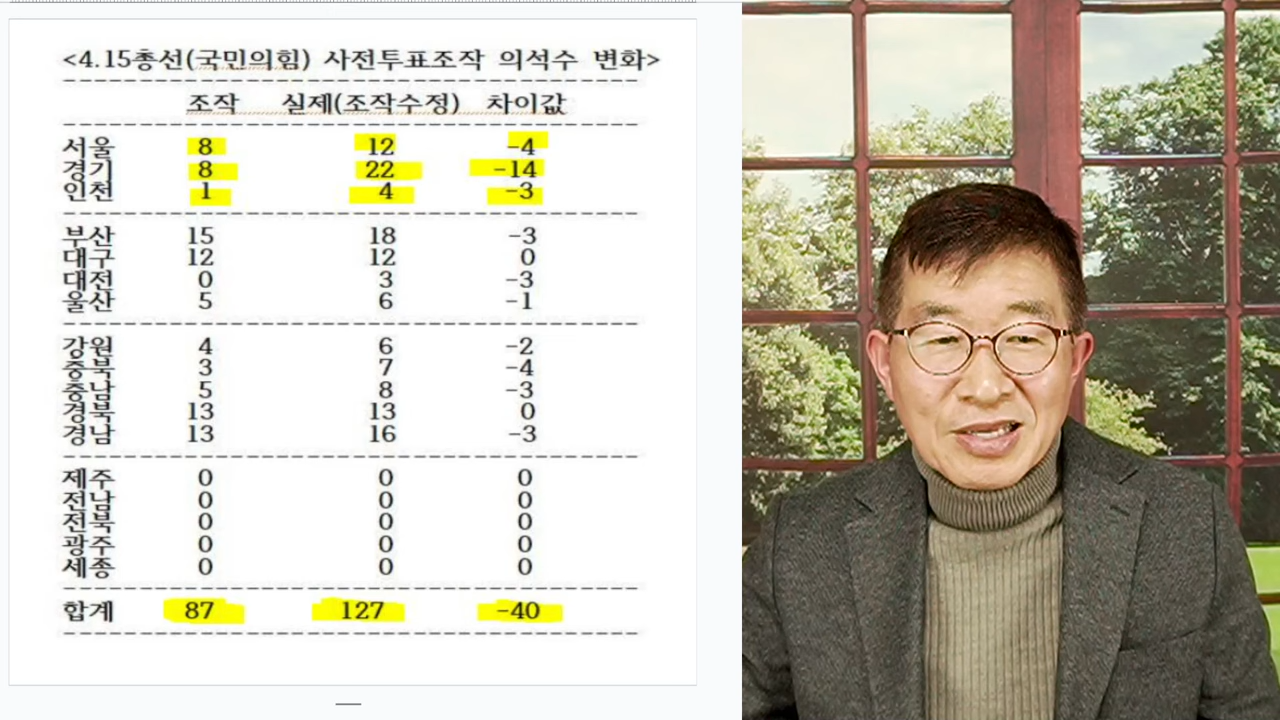 <4.15총선(국민의힘) 사전투표조작 의석수 변화>
조작 실제(조작수정) 차이값
서울 8 12 -4
경기 8 22 -14
인천 1 4 -3
부산 15 18 -3
대구 12 12 0
대전 0 3 -3
울산 5 6 -1
강원 4 6 -2
충북 3 7 -4
충남 5 8 -3
경북 13 13 0
경남 13 16 -3
제주 0 0 0
전남 0 0 0
전북 0 0 0
광주 0 0 0
세종 0 0 0
합계 87 127 -40